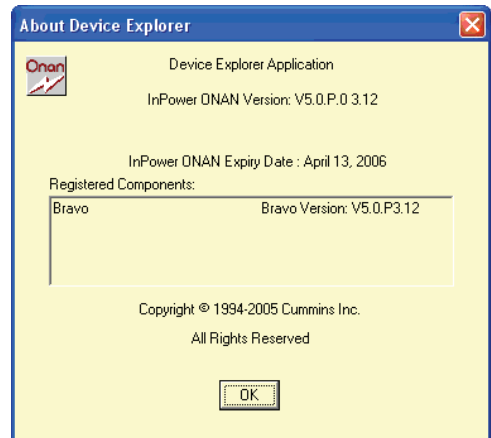 About Device Explorer
Onan
Device Explorer Application
InPower ONAN Version: V5.0.P.0 3.12
InPower ONAN Expiry Date : April 13, 2006
Registered Components:
Bravo Bravo Version: V5.0.P3.12
Copyright © 1994-2005 Cummins Inc.
All Rights Reserved
OK